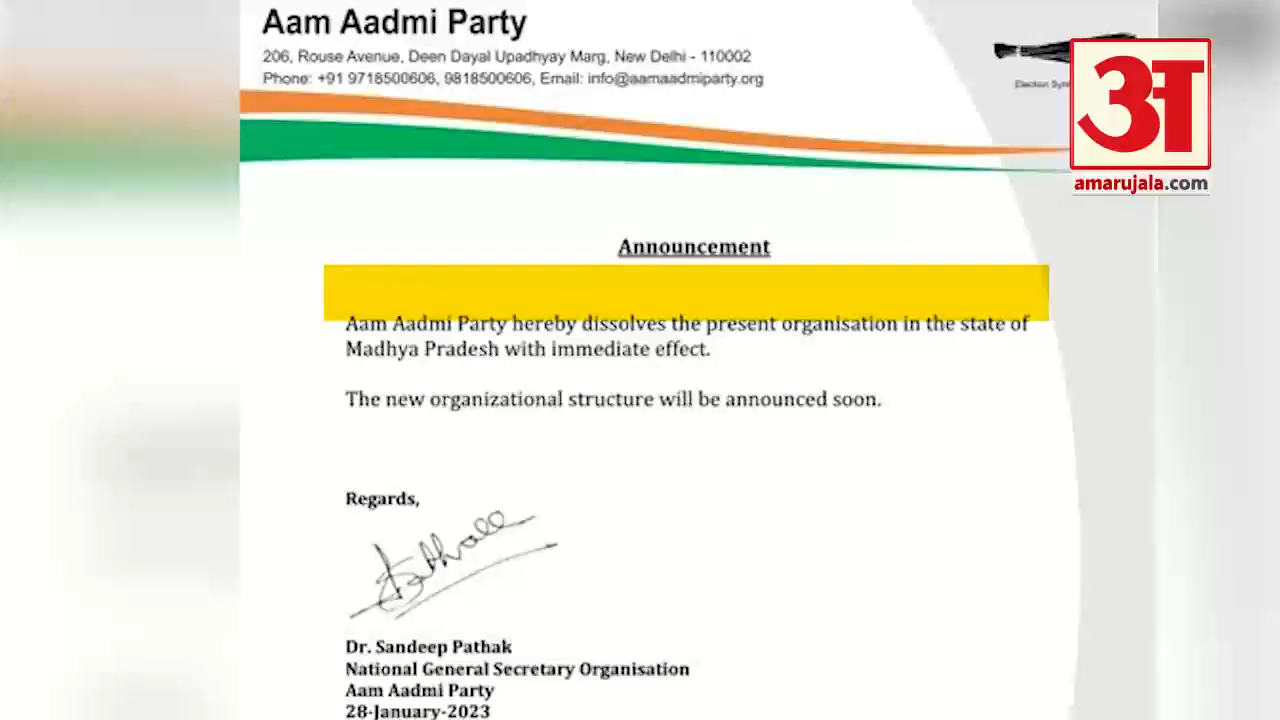 Aam Aadmi Party
206, Rouse Avenue, Deen Dayal Upadhyay Marg, New Delhi - 110002
Phone: +91 9718500606, 9818500606, Email: info@aamaadmiparty.org
Election
अ
amarujala.com
Announcement
Aam Aadmi Party hereby dissolves the present organisation in the state of
Madhya Pradesh with immediate effect.
The new organizational structure will be announced soon.
Regards,
Dr. Sandeep Pathak
National General Secretary Organisation
Aam Aadmi Party
28-January-2023